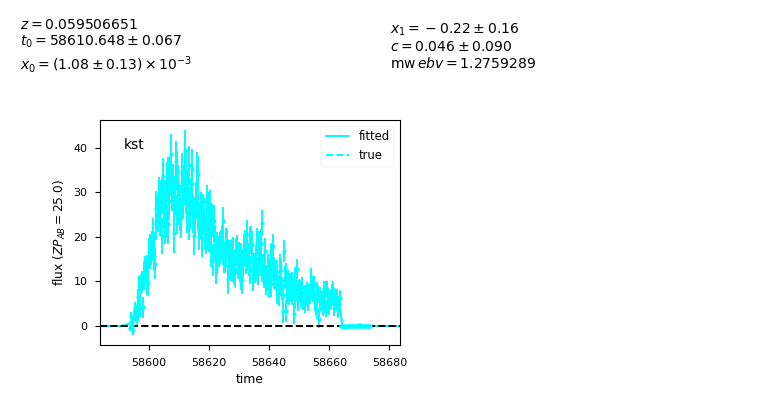 z = 0.059506651
t₀ = 58610.648 ± 0.067
x₀ = (1.08 ± 0.13) × 10⁻³
x₁ = −0.22 ± 0.16
c = 0.046 ± 0.090
mw ebv = 1.2759289
kst
fitted
true
flux (ZP_AB = 25.0)
40
30
20
10
0
58600 58620 58640 58660 58680
time